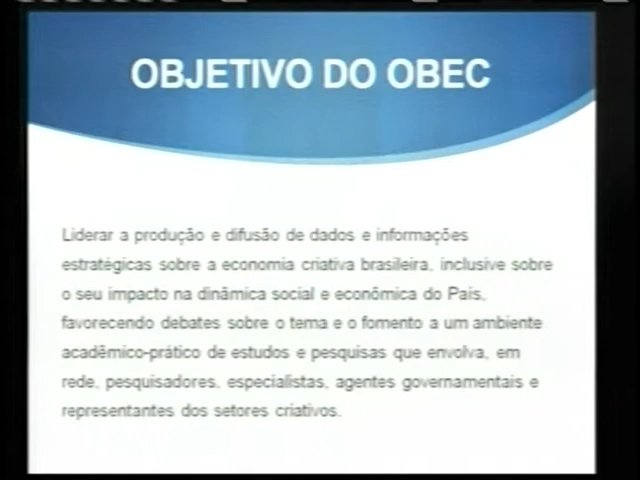 OBJETIVO DO OBEC
Liderar a produção e difusão de dados e informações
estratégicas sobre a economia criativa brasileira, inclusive sobre
o seu impacto na dinâmica social e econômica do País,
favorecendo debates sobre o tema e o fomento a um ambiente
acadêmico-prático de estudos e pesquisas que envolva, em
rede, pesquisadores, especialistas, agentes governamentais e
representantes dos setores criativos.